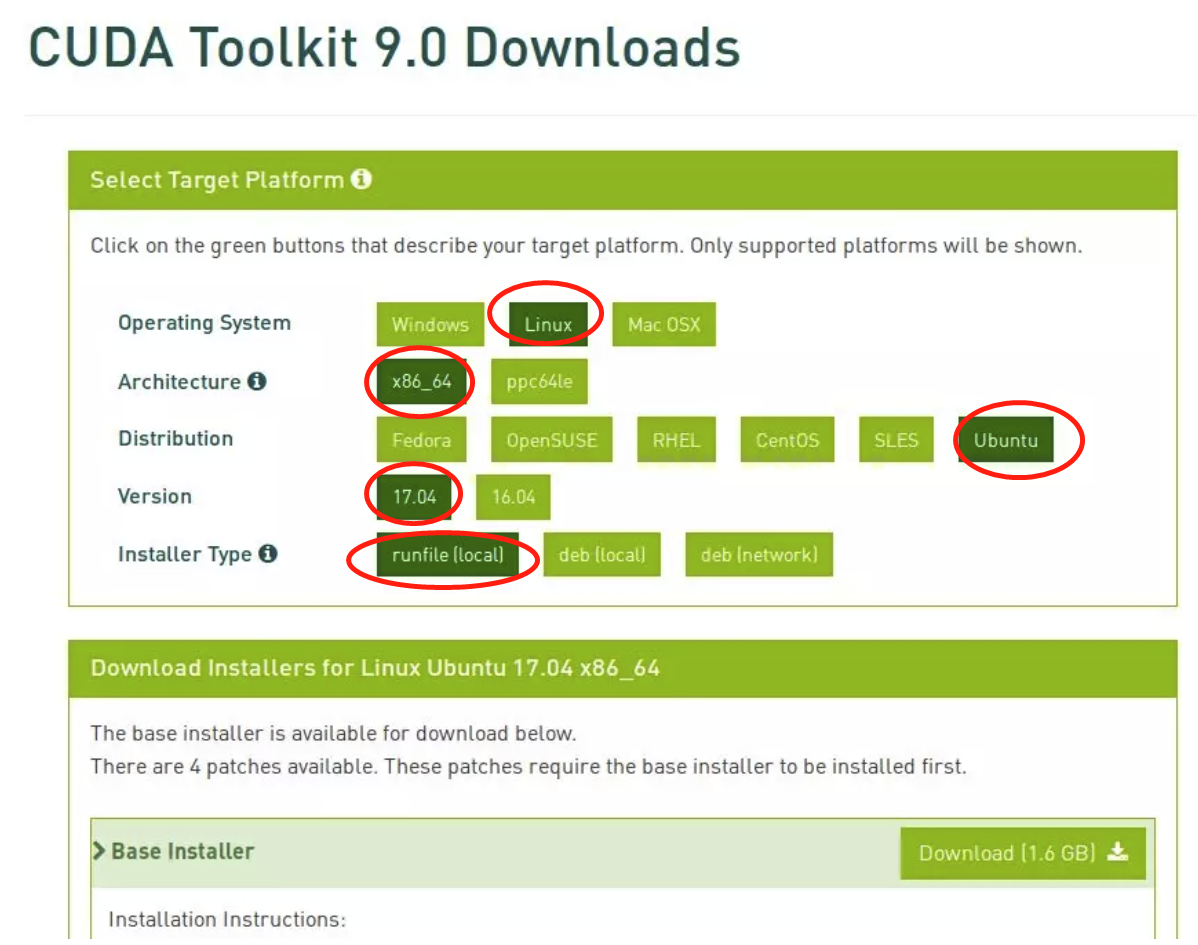 CUDA Toolkit 9.0 Downloads
Select Target Platform
Click on the green buttons that describe your target platform. Only supported platforms will be shown.
Operating System Windows Linux Mac OSX
Architecture x86_64 ppc64le
Distribution Fedora OpenSUSE RHEL CentOS SLES Ubuntu
Version 17.04 16.04
Installer Type runfile (local) deb (local) deb (network)
Download Installers for Linux Ubuntu 17.04 x86_64
The base installer is available for download below.
There are 4 patches available. These patches require the base installer to be installed first.
Base Installer Download (1.6 GB)
Installation Instructions: